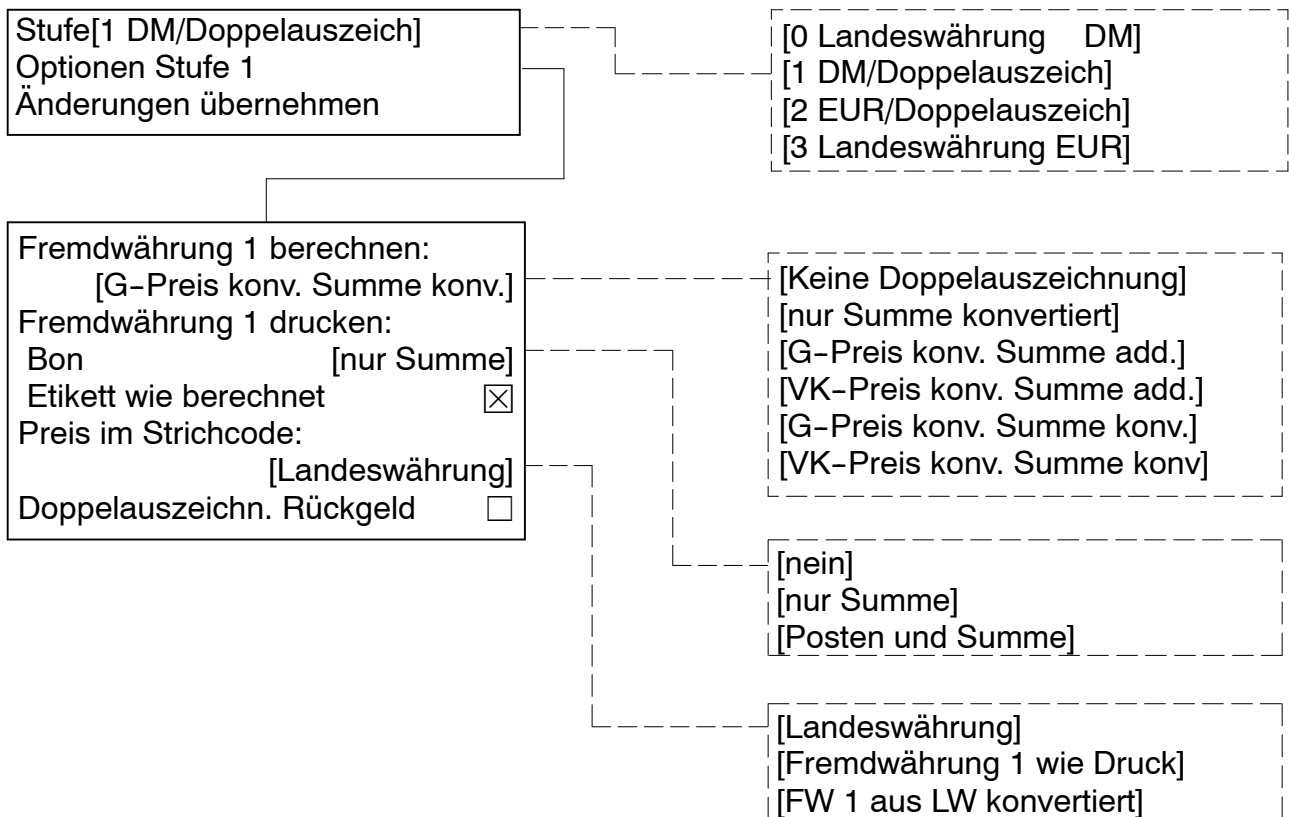 Stufe[1 DM/Doppelauszeich]
Optionen Stufe 1
Änderungen übernehmen
[0 Landeswährung DM]
[1 DM/Doppelauszeich]
[2 EUR/Doppelauszeich]
[3 Landeswährung EUR]
Fremdwährung 1 berechnen:
[G-Preis konv. Summe konv.]
Fremdwährung 1 drucken:
Bon [nur Summe]
Etikett wie berechnet ☒
Preis im Strichcode:
[Landeswährung]
Doppelauszeichn. Rückgeld ☐
[Keine Doppelauszeichnung]
[nur Summe konvertiert]
[G-Preis konv. Summe add.]
[VK-Preis konv. Summe add.]
[G-Preis konv. Summe konv.]
[VK-Preis konv. Summe konv]
[nein]
[nur Summe]
[Posten und Summe]
[Landeswährung]
[Fremdwährung 1 wie Druck]
[FW 1 aus LW konvertiert]